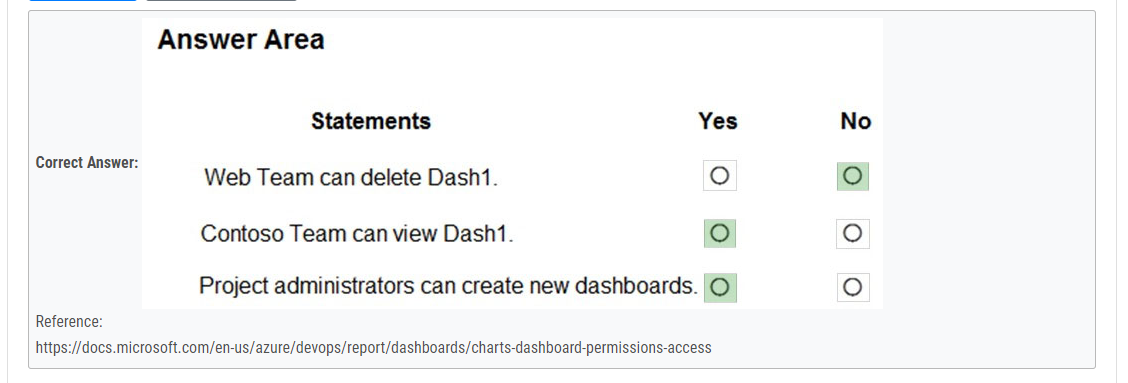 Answer Area
Statements Yes No
Correct Answer:
Web Team can delete Dash1.
Contoso Team can view Dash1.
Project administrators can create new dashboards.
Reference:
https://docs.microsoft.com/en-us/azure/devops/report/dashboards/charts-dashboard-permissions-access